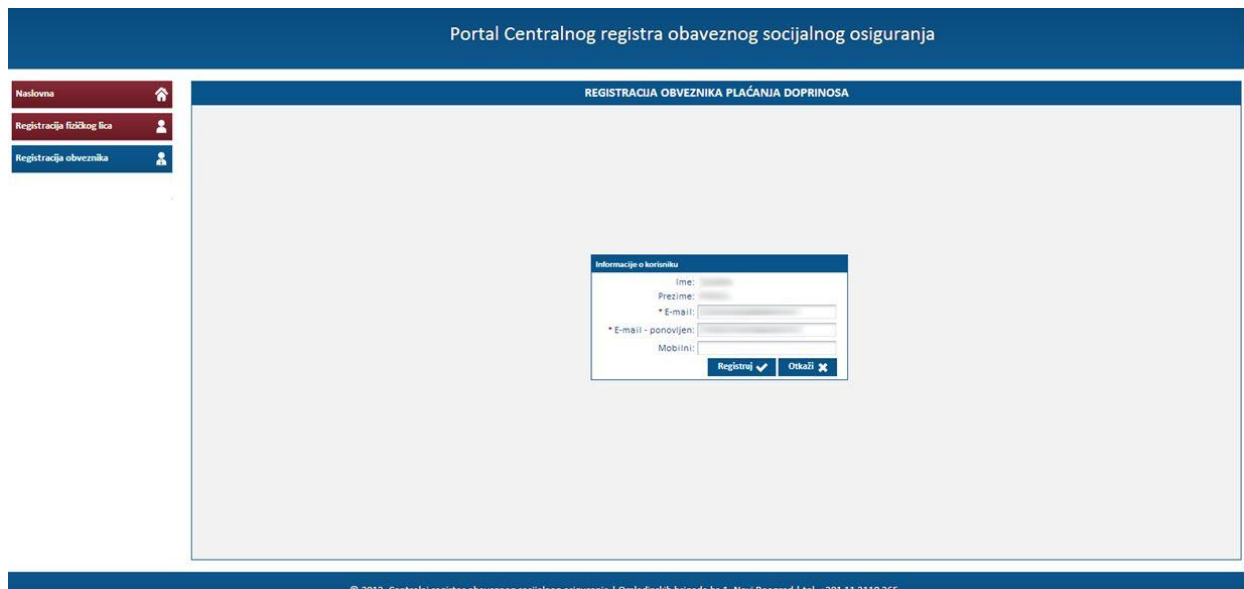 Portal Centralnog registra obaveznog socijalnog osiguranja
Naslovna
Registracija fizičkog lica
Registracija obveznika
REGISTRACIJA OBVEZNIKA PLAĆANJA DOPRINOSA
Informacije o korisniku
Ime:
Prezime:
* E-mail:
* E-mail - ponovljen:
Mobilni:
Registruj
Otkaži